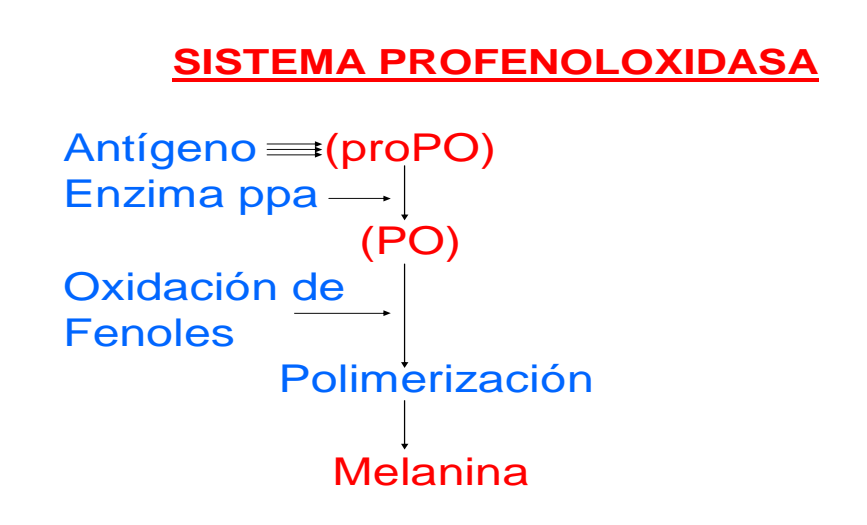 SISTEMA PROFENOLOXIDASA
Antígeno (proPO)
Enzima ppa
(PO)
Oxidación de
Fenoles
Polimerización
Melanina